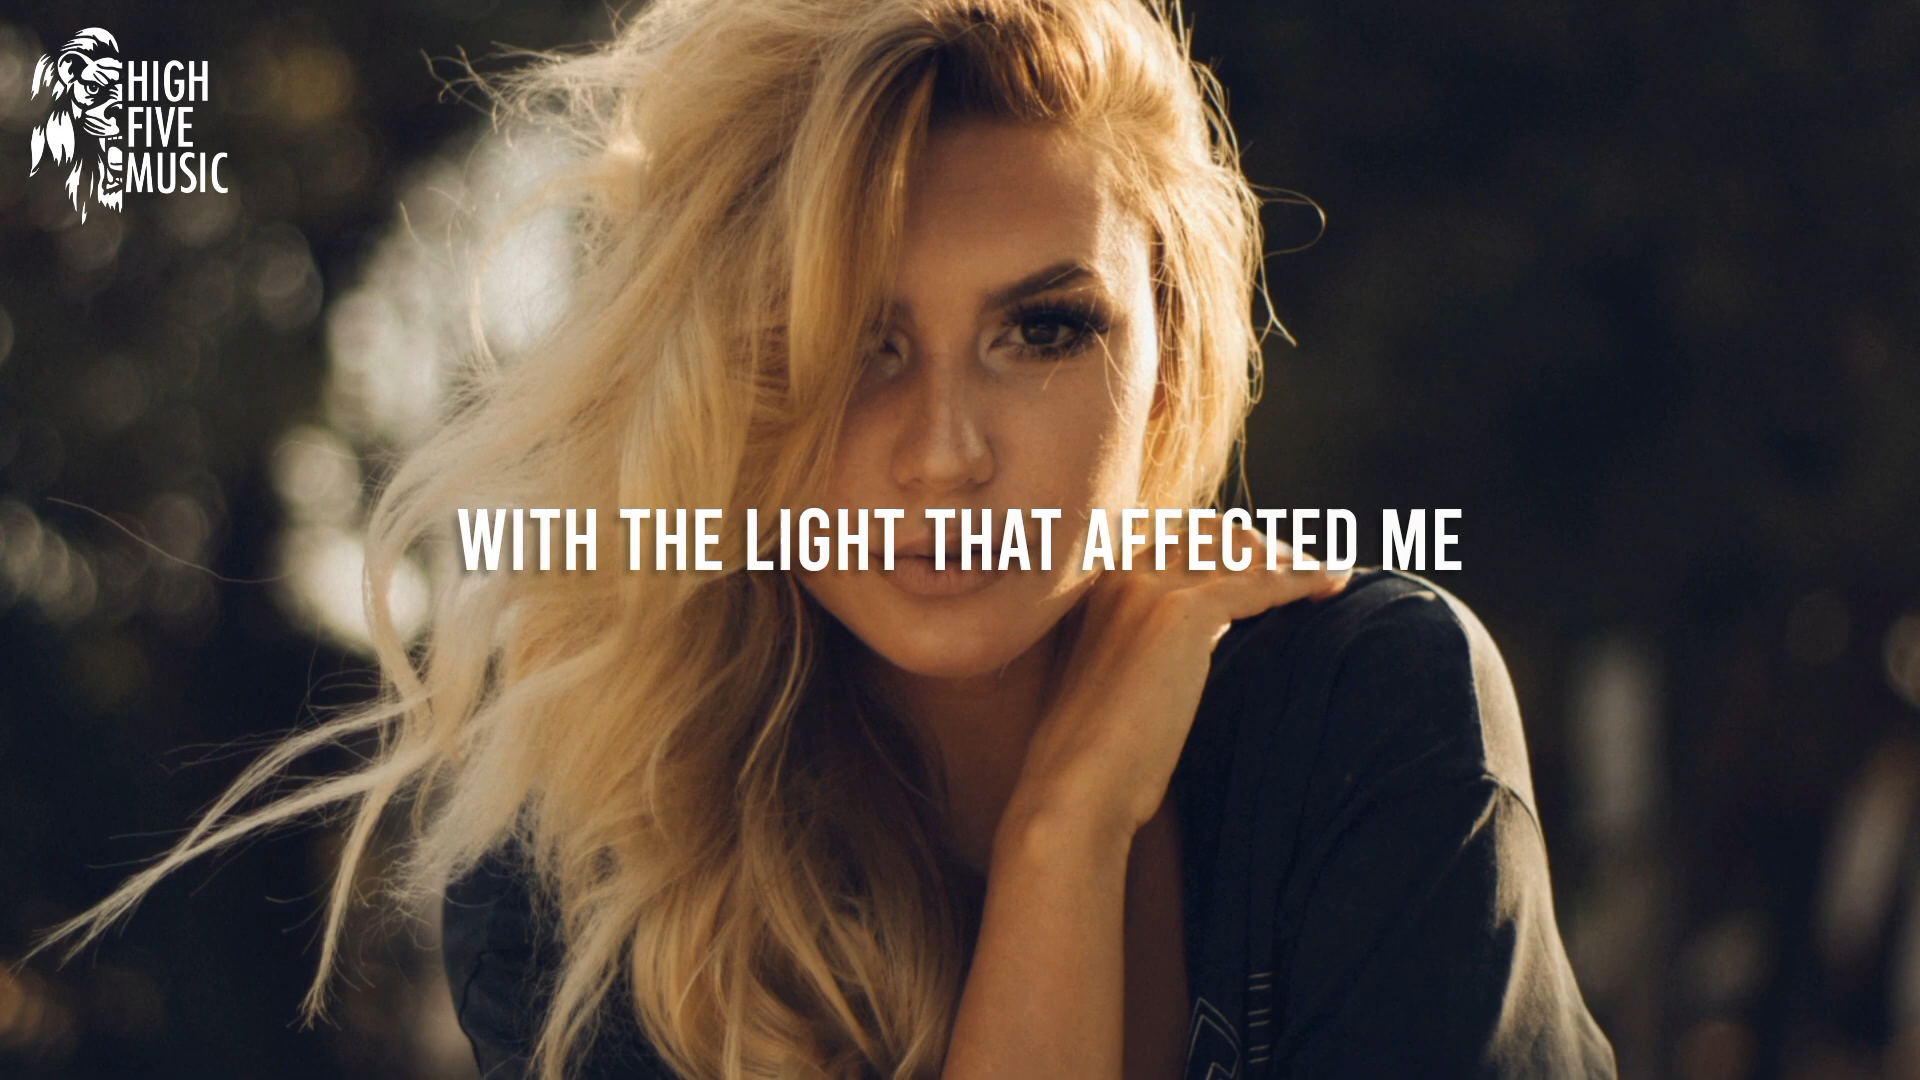 HIGH
FIVE
MUSIC
WITH THE LIGHT THAT AFFECTED ME